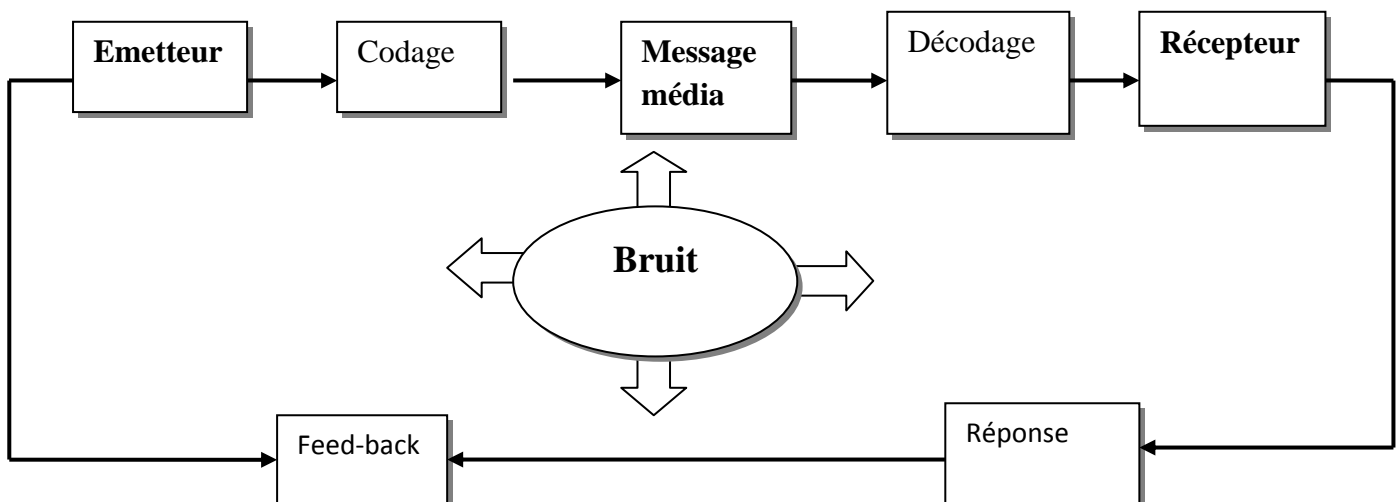 Emetteur
Codage
Message
média
Décodage
Récepteur
Bruit
Feed-back
Réponse